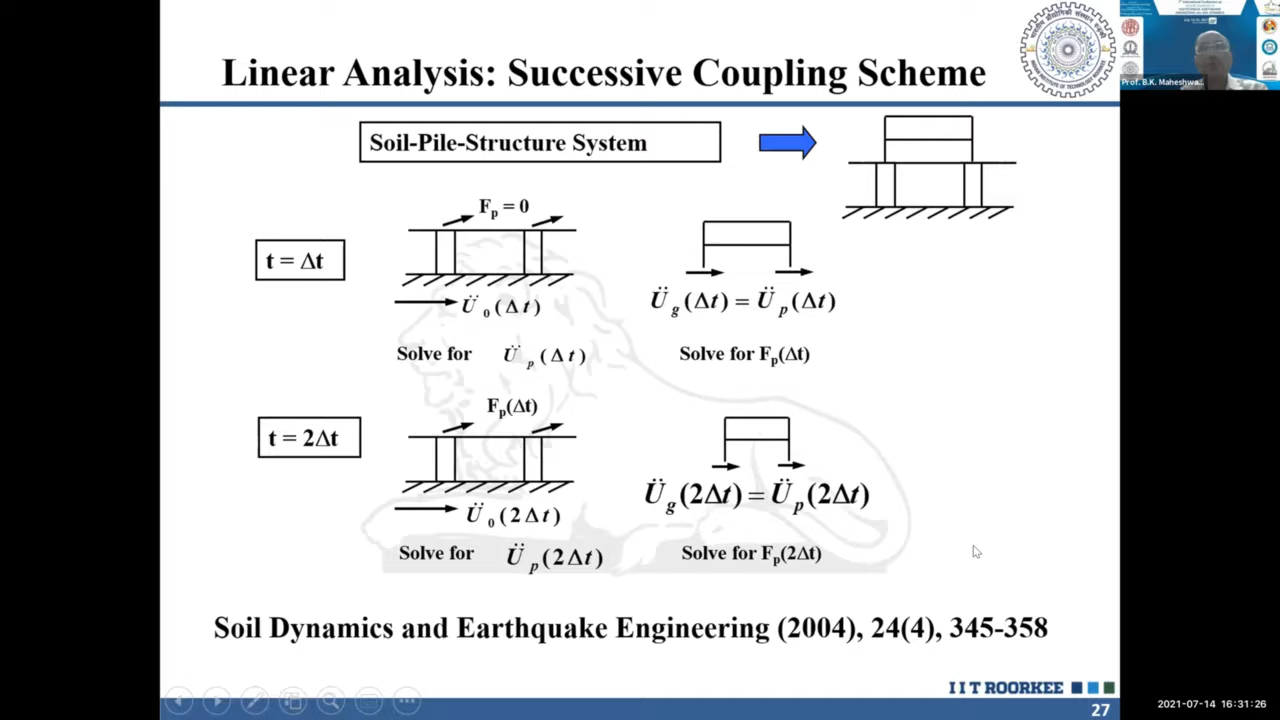 Linear Analysis: Successive Coupling Scheme
Prof. B.K. Maheshwa...
Soil-Pile-Structure System
Fp = 0
t = Δt
Ü0(Δt)
Üg(Δt) = Üp(Δt)
Solve for Üp(Δt)
Solve for Fp(Δt)
Fp(Δt)
t = 2Δt
Ü0(2Δt)
Üg(2Δt) = Üp(2Δt)
Solve for Üp(2Δt)
Solve for Fp(2Δt)
Soil Dynamics and Earthquake Engineering (2004), 24(4), 345-358
I I T ROORKEE
27
2021-07-14 16:31:26